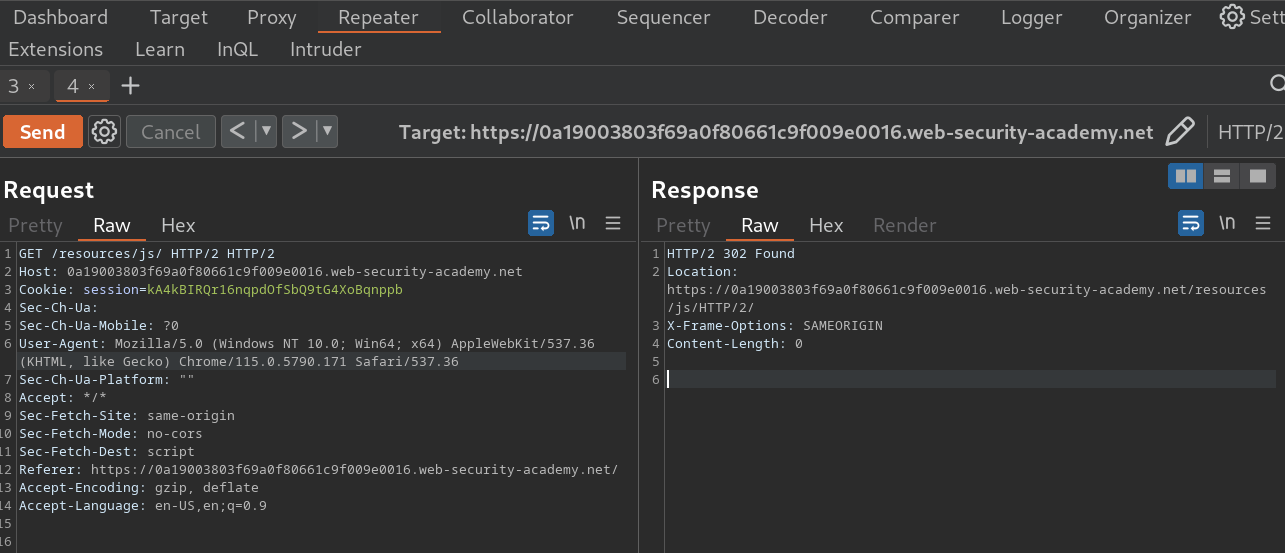 Dashboard Target Proxy Repeater Collaborator Sequencer Decoder Comparer Logger Organizer Sett
Extensions Learn InQL Intruder
3 × 4 × +
Send Cancel < > Target: https://0a19003803f69a0f80661c9f009e0016.web-security-academy.net HTTP/2
Request
Pretty Raw Hex \n
1 GET /resources/js/ HTTP/2 HTTP/2
2 Host: 0a19003803f69a0f80661c9f009e0016.web-security-academy.net
3 Cookie: session=kA4kBIRQr16nqpdOfSbQ9tG4XoBqnppb
4 Sec-Ch-Ua:
5 Sec-Ch-Ua-Mobile: ?0
6 User-Agent: Mozilla/5.0 (Windows NT 10.0; Win64; x64) AppleWebKit/537.36
(KHTML, like Gecko) Chrome/115.0.5790.171 Safari/537.36
7 Sec-Ch-Ua-Platform: ""
8 Accept: */*
9 Sec-Fetch-Site: same-origin
10 Sec-Fetch-Mode: no-cors
11 Sec-Fetch-Dest: script
12 Referer: https://0a19003803f69a0f80661c9f009e0016.web-security-academy.net/
13 Accept-Encoding: gzip, deflate
14 Accept-Language: en-US,en;q=0.9
15
16
Response
Pretty Raw Hex Render \n
1 HTTP/2 302 Found
2 Location:
https://0a19003803f69a0f80661c9f009e0016.web-security-academy.net/resources
/js/HTTP/2/
3 X-Frame-Options: SAMEORIGIN
4 Content-Length: 0
5
6